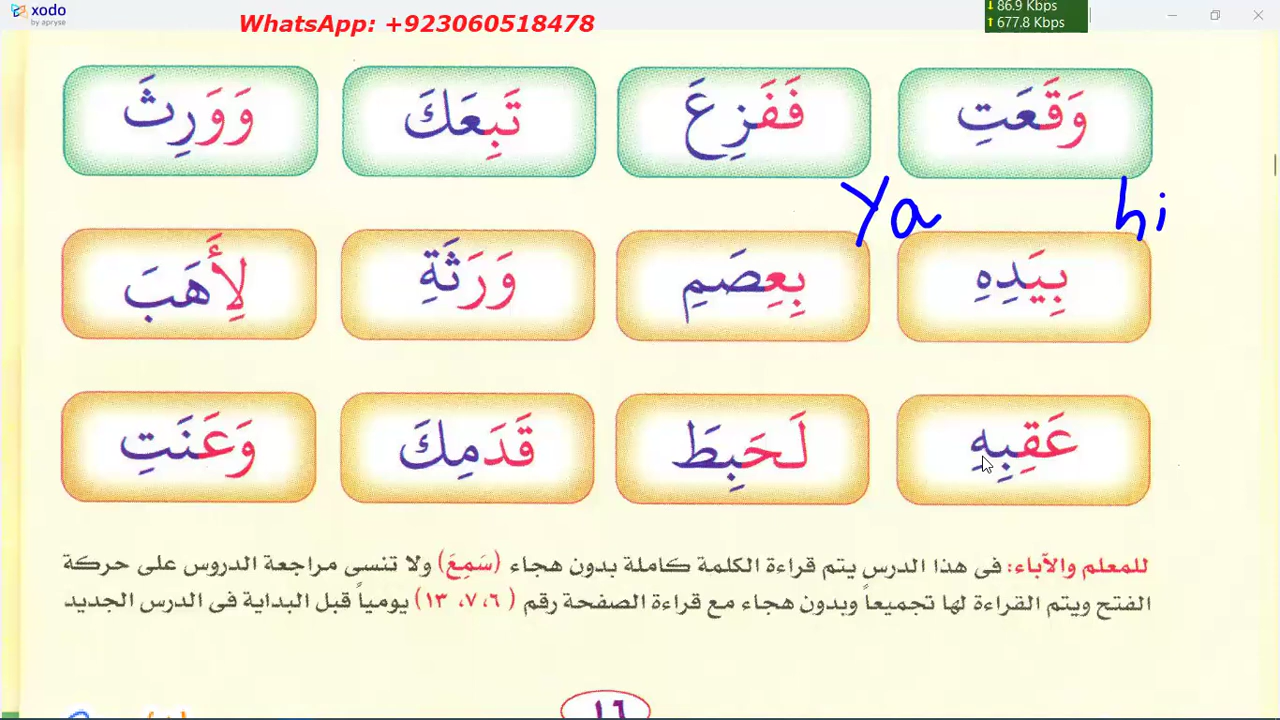 xodo
by apryse
WhatsApp: +923060518478
↓ 86.9 Kbps
↑ 677.8 Kbps
وَقَعَتِ فَفَزِعَ تَبِعَكَ وَوَرِثَ
Ya hi
بِيَدِهِ بِعِصَمِ وَرَثَةِ لِأَهَبَ
عَقِبِهِ لَحَبِطَ قَدَمِكَ وَعَنَتِ
للمعلم والآباء: فى هذا الدرس يتم قراءة الكلمة كاملة بدون هجاء (سَمِعَ) ولا تنسى مراجعة الدروس على حركة
الفتح ويتم القراءة لها تجميعاً وبدون هجاء مع قراءة الصفحة رقم (٦،٧، ١٣) يومياً قبل البداية فى الدرس الجديد
١٦